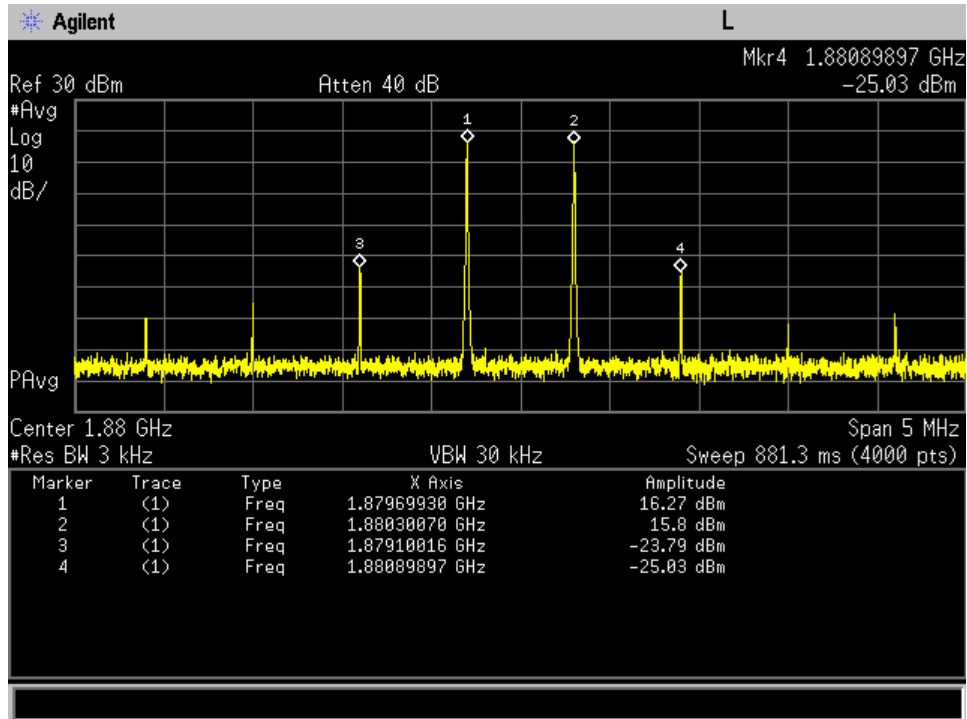 Agilent L
Mkr4 1.88089897 GHz
Ref 30 dBm Atten 40 dB -25.03 dBm
#Avg
Log
10
dB/
1
2
3
4
PAvg
Center 1.88 GHz Span 5 MHz
#Res BW 3 kHz VBW 30 kHz Sweep 881.3 ms (4000 pts)
Marker Trace Type X Axis Amplitude
1 (1) Freq 1.87969930 GHz 16.27 dBm
2 (1) Freq 1.88030070 GHz 15.8 dBm
3 (1) Freq 1.87910016 GHz -23.79 dBm
4 (1) Freq 1.88089897 GHz -25.03 dBm